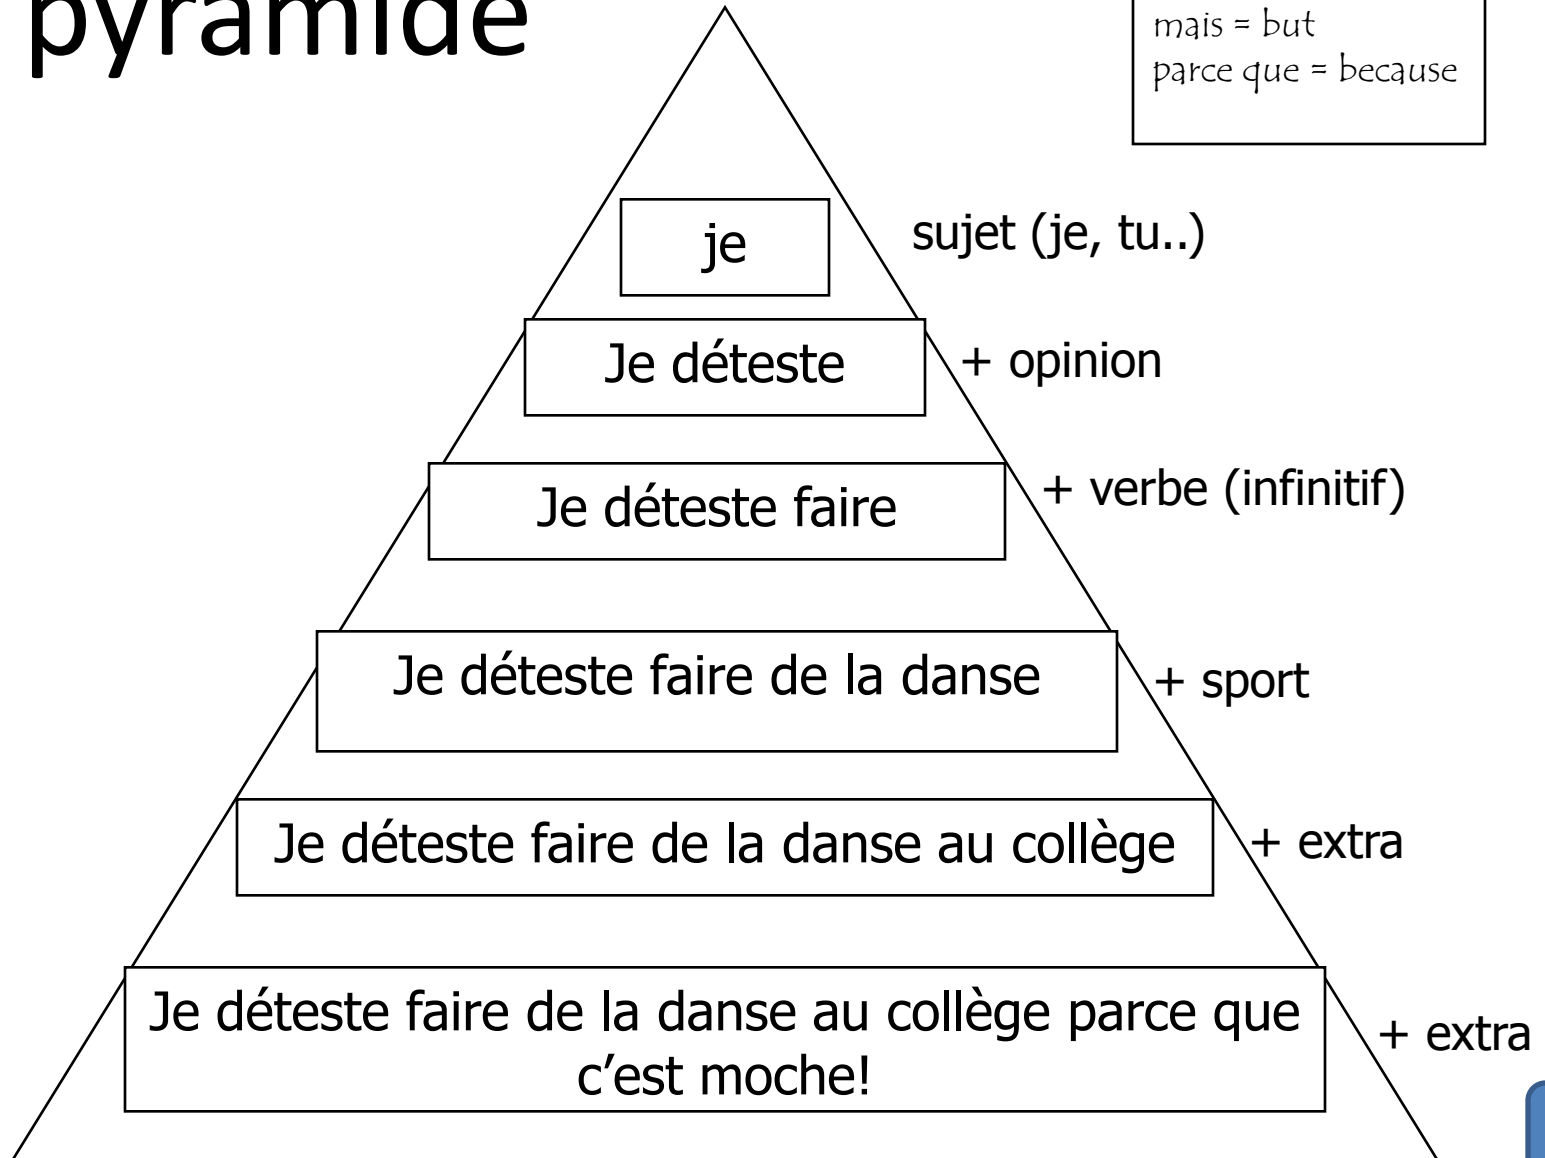 pyramide
mais = but
parce que = because
je
sujet (je, tu..)
Je déteste
+ opinion
Je déteste faire
+ verbe (infinitif)
Je déteste faire de la danse
+ sport
Je déteste faire de la danse au collège
+ extra
Je déteste faire de la danse au collège parce que
c’est moche!
+ extra